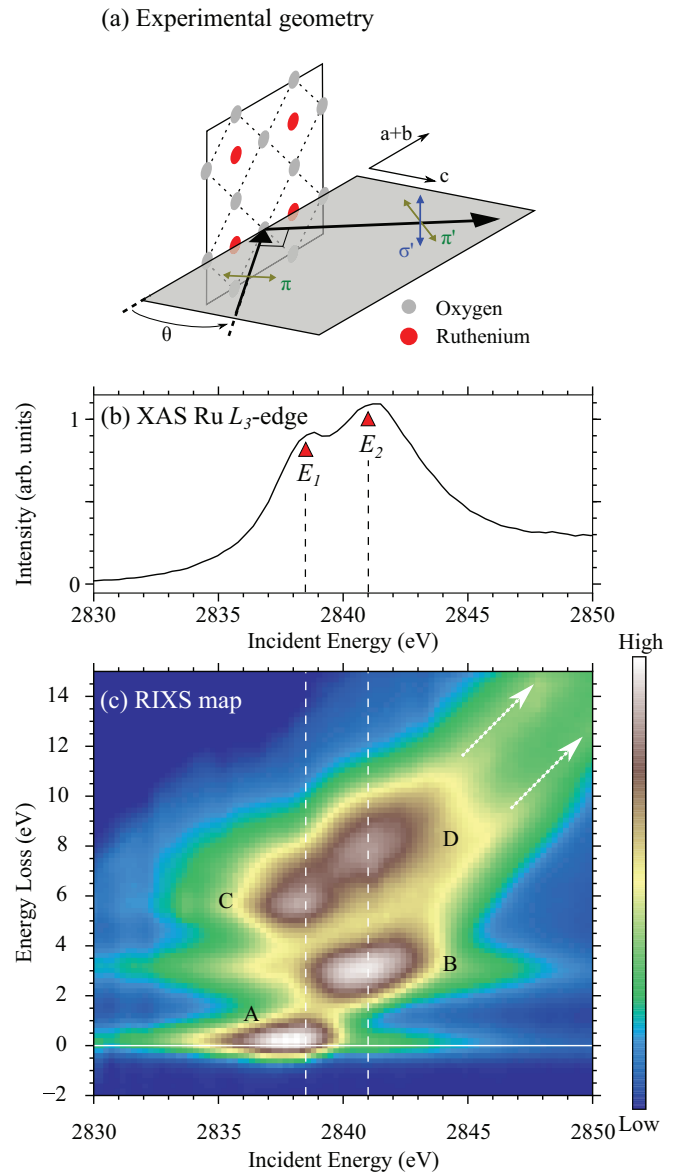 (a) Experimental geometry
a+b
c
σ'
π'
π
θ
Oxygen
Ruthenium
(b) XAS Ru L3-edge
E1
E2
1
0
Intensity (arb. units)
2830 2835 2840 2845 2850
Incident Energy (eV)
High
(c) RIXS map
14
12
10
8
6
4
2
0
−2
Energy Loss (eV)
D
C
B
A
Low
2830 2835 2840 2845 2850
Incident Energy (eV)